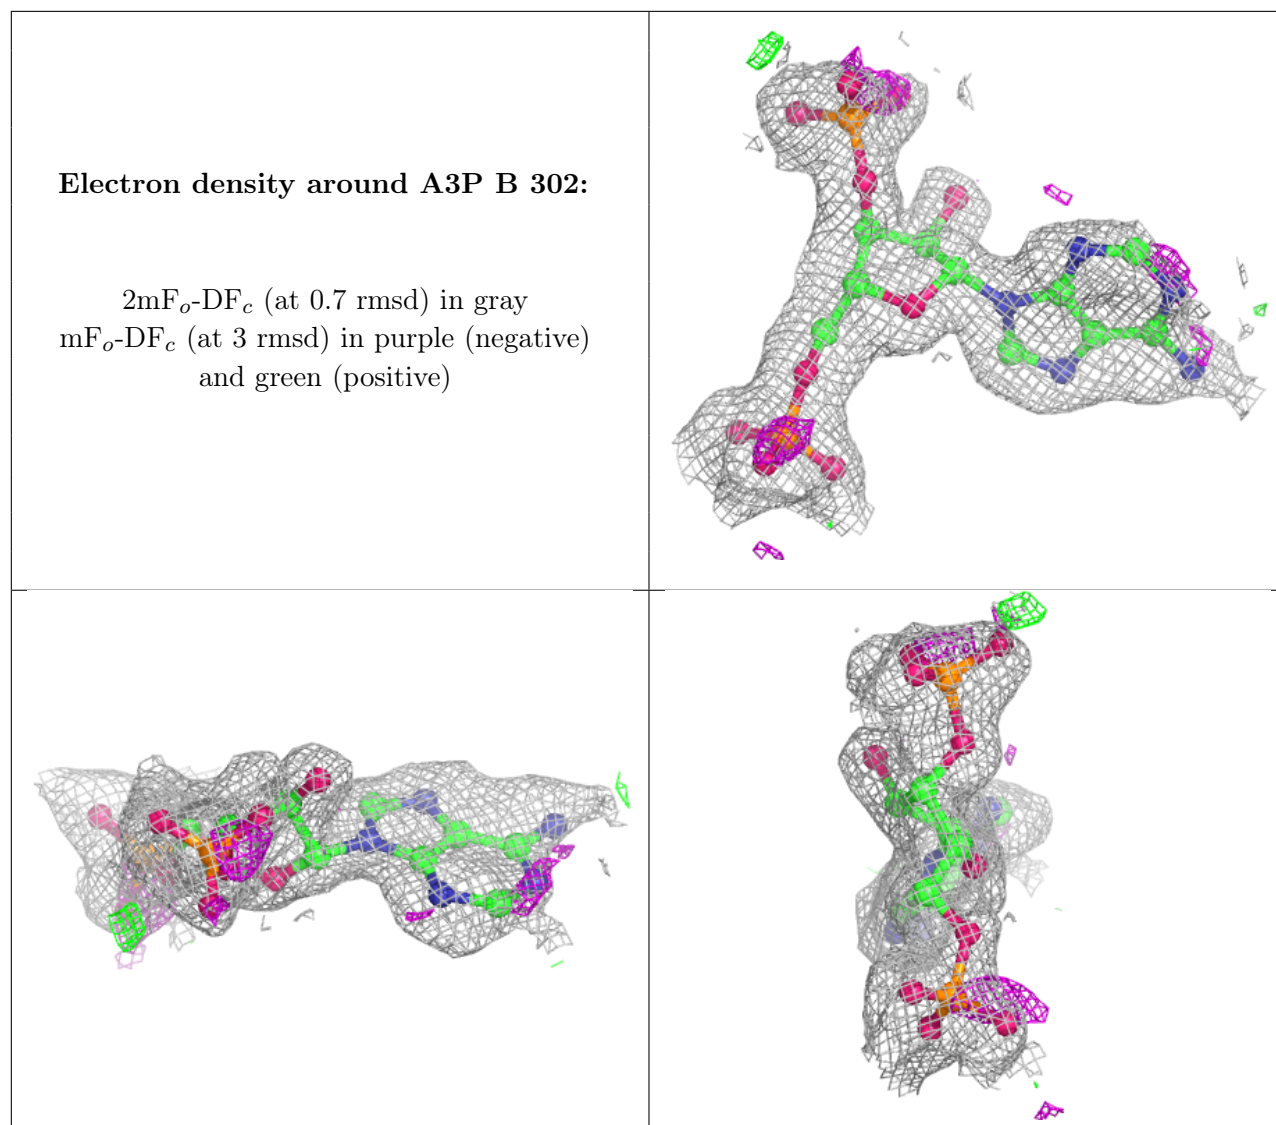 Electron density around A3P B 302:
2mFo-DFc (at 0.7 rmsd) in gray
mFo-DFc (at 3 rmsd) in purple (negative)
and green (positive)